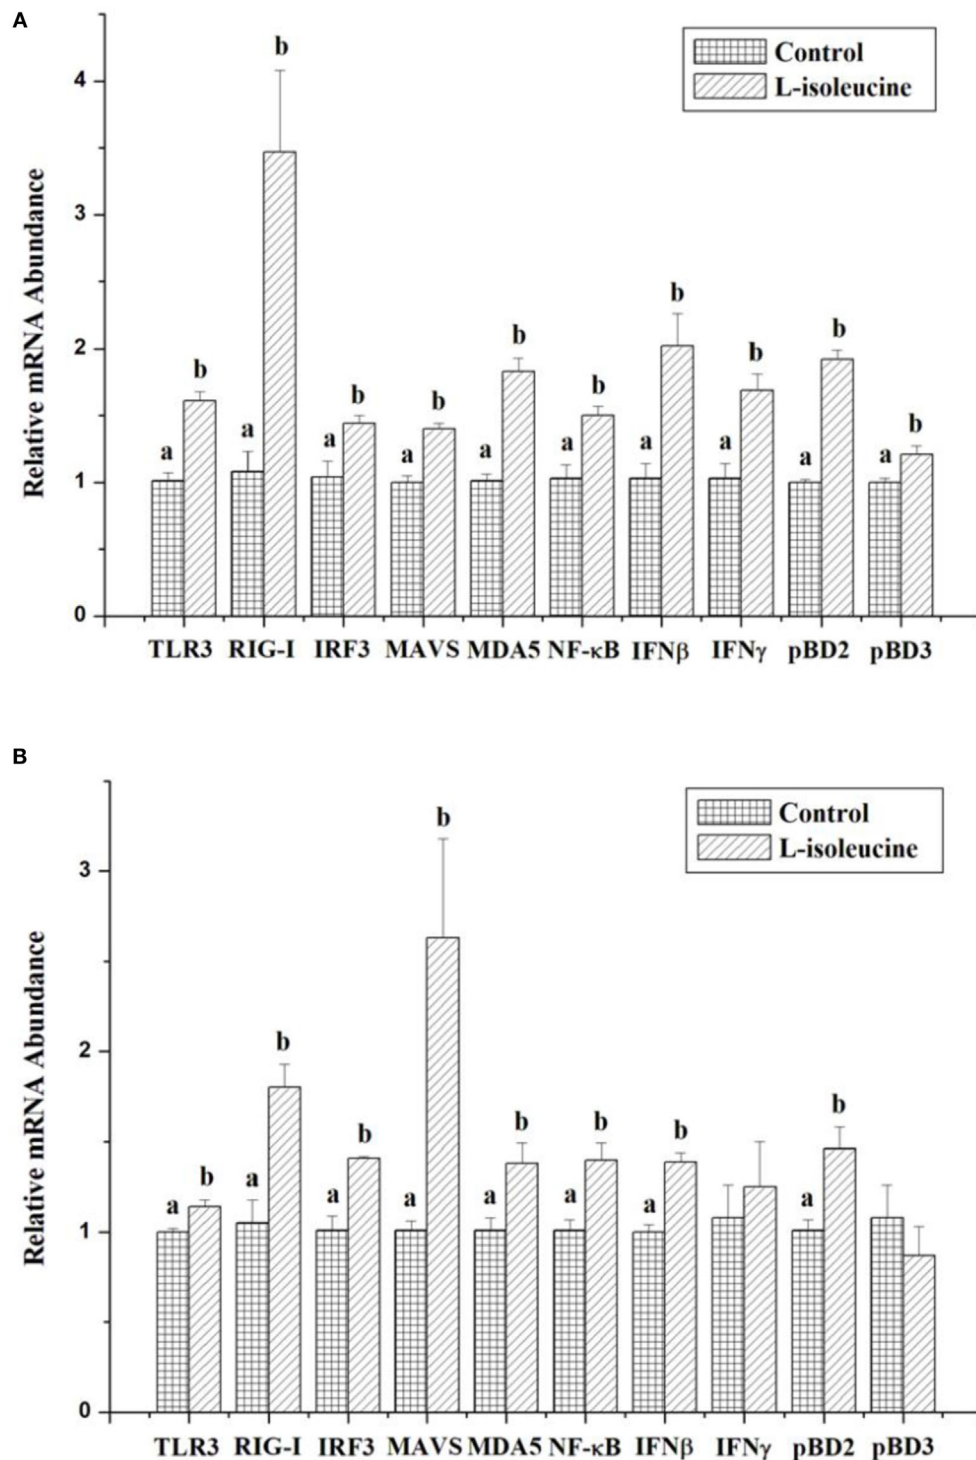 A
b
4
Control
L-isoleucine
3
Relative mRNA Abundance
2
1
0
a b a b a b a b a b a b a b a b a b a b
TLR3 RIG-I IRF3 MAVS MDA5 NF-κB IFNβ IFNγ pBD2 pBD3
B
Control
L-isoleucine
b
3
Relative mRNA Abundance
2
1
0
a b a b a b a a b a b a b a b
TLR3 RIG-I IRF3 MAVS MDA5 NF-κB IFNβ IFNγ pBD2 pBD3